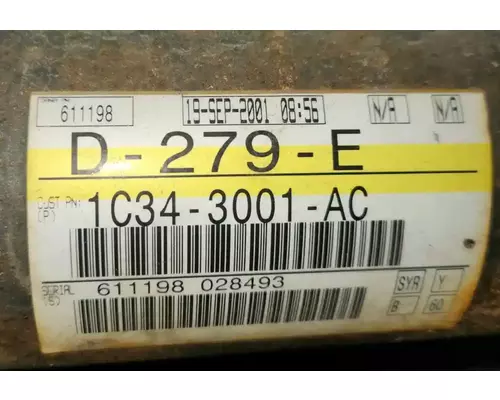 611198 19-SEP-2001 08:56 N/A N/A
D-279-E
CUST PN: 1C34-3001-AC
(P)
SERIAL 611198 028493 SYR Y
(S) B 60